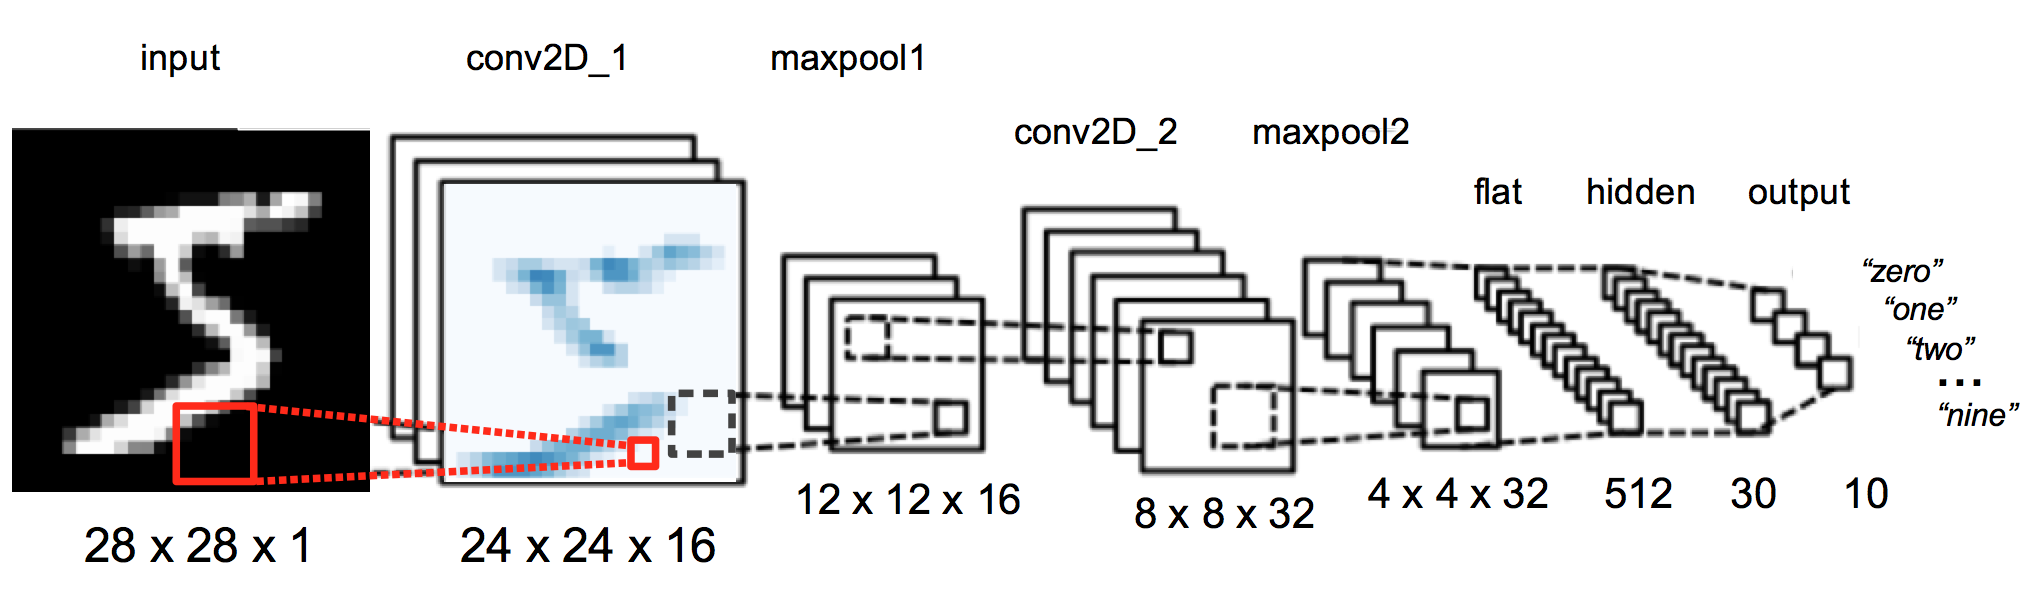 input
conv2D_1
maxpool1
conv2D_2
maxpool2
flat
hidden
output
“zero”
“one”
“two”
...
“nine”
28 x 28 x 1
24 x 24 x 16
12 x 12 x 16
8 x 8 x 32
4 x 4 x 32
512
30
10